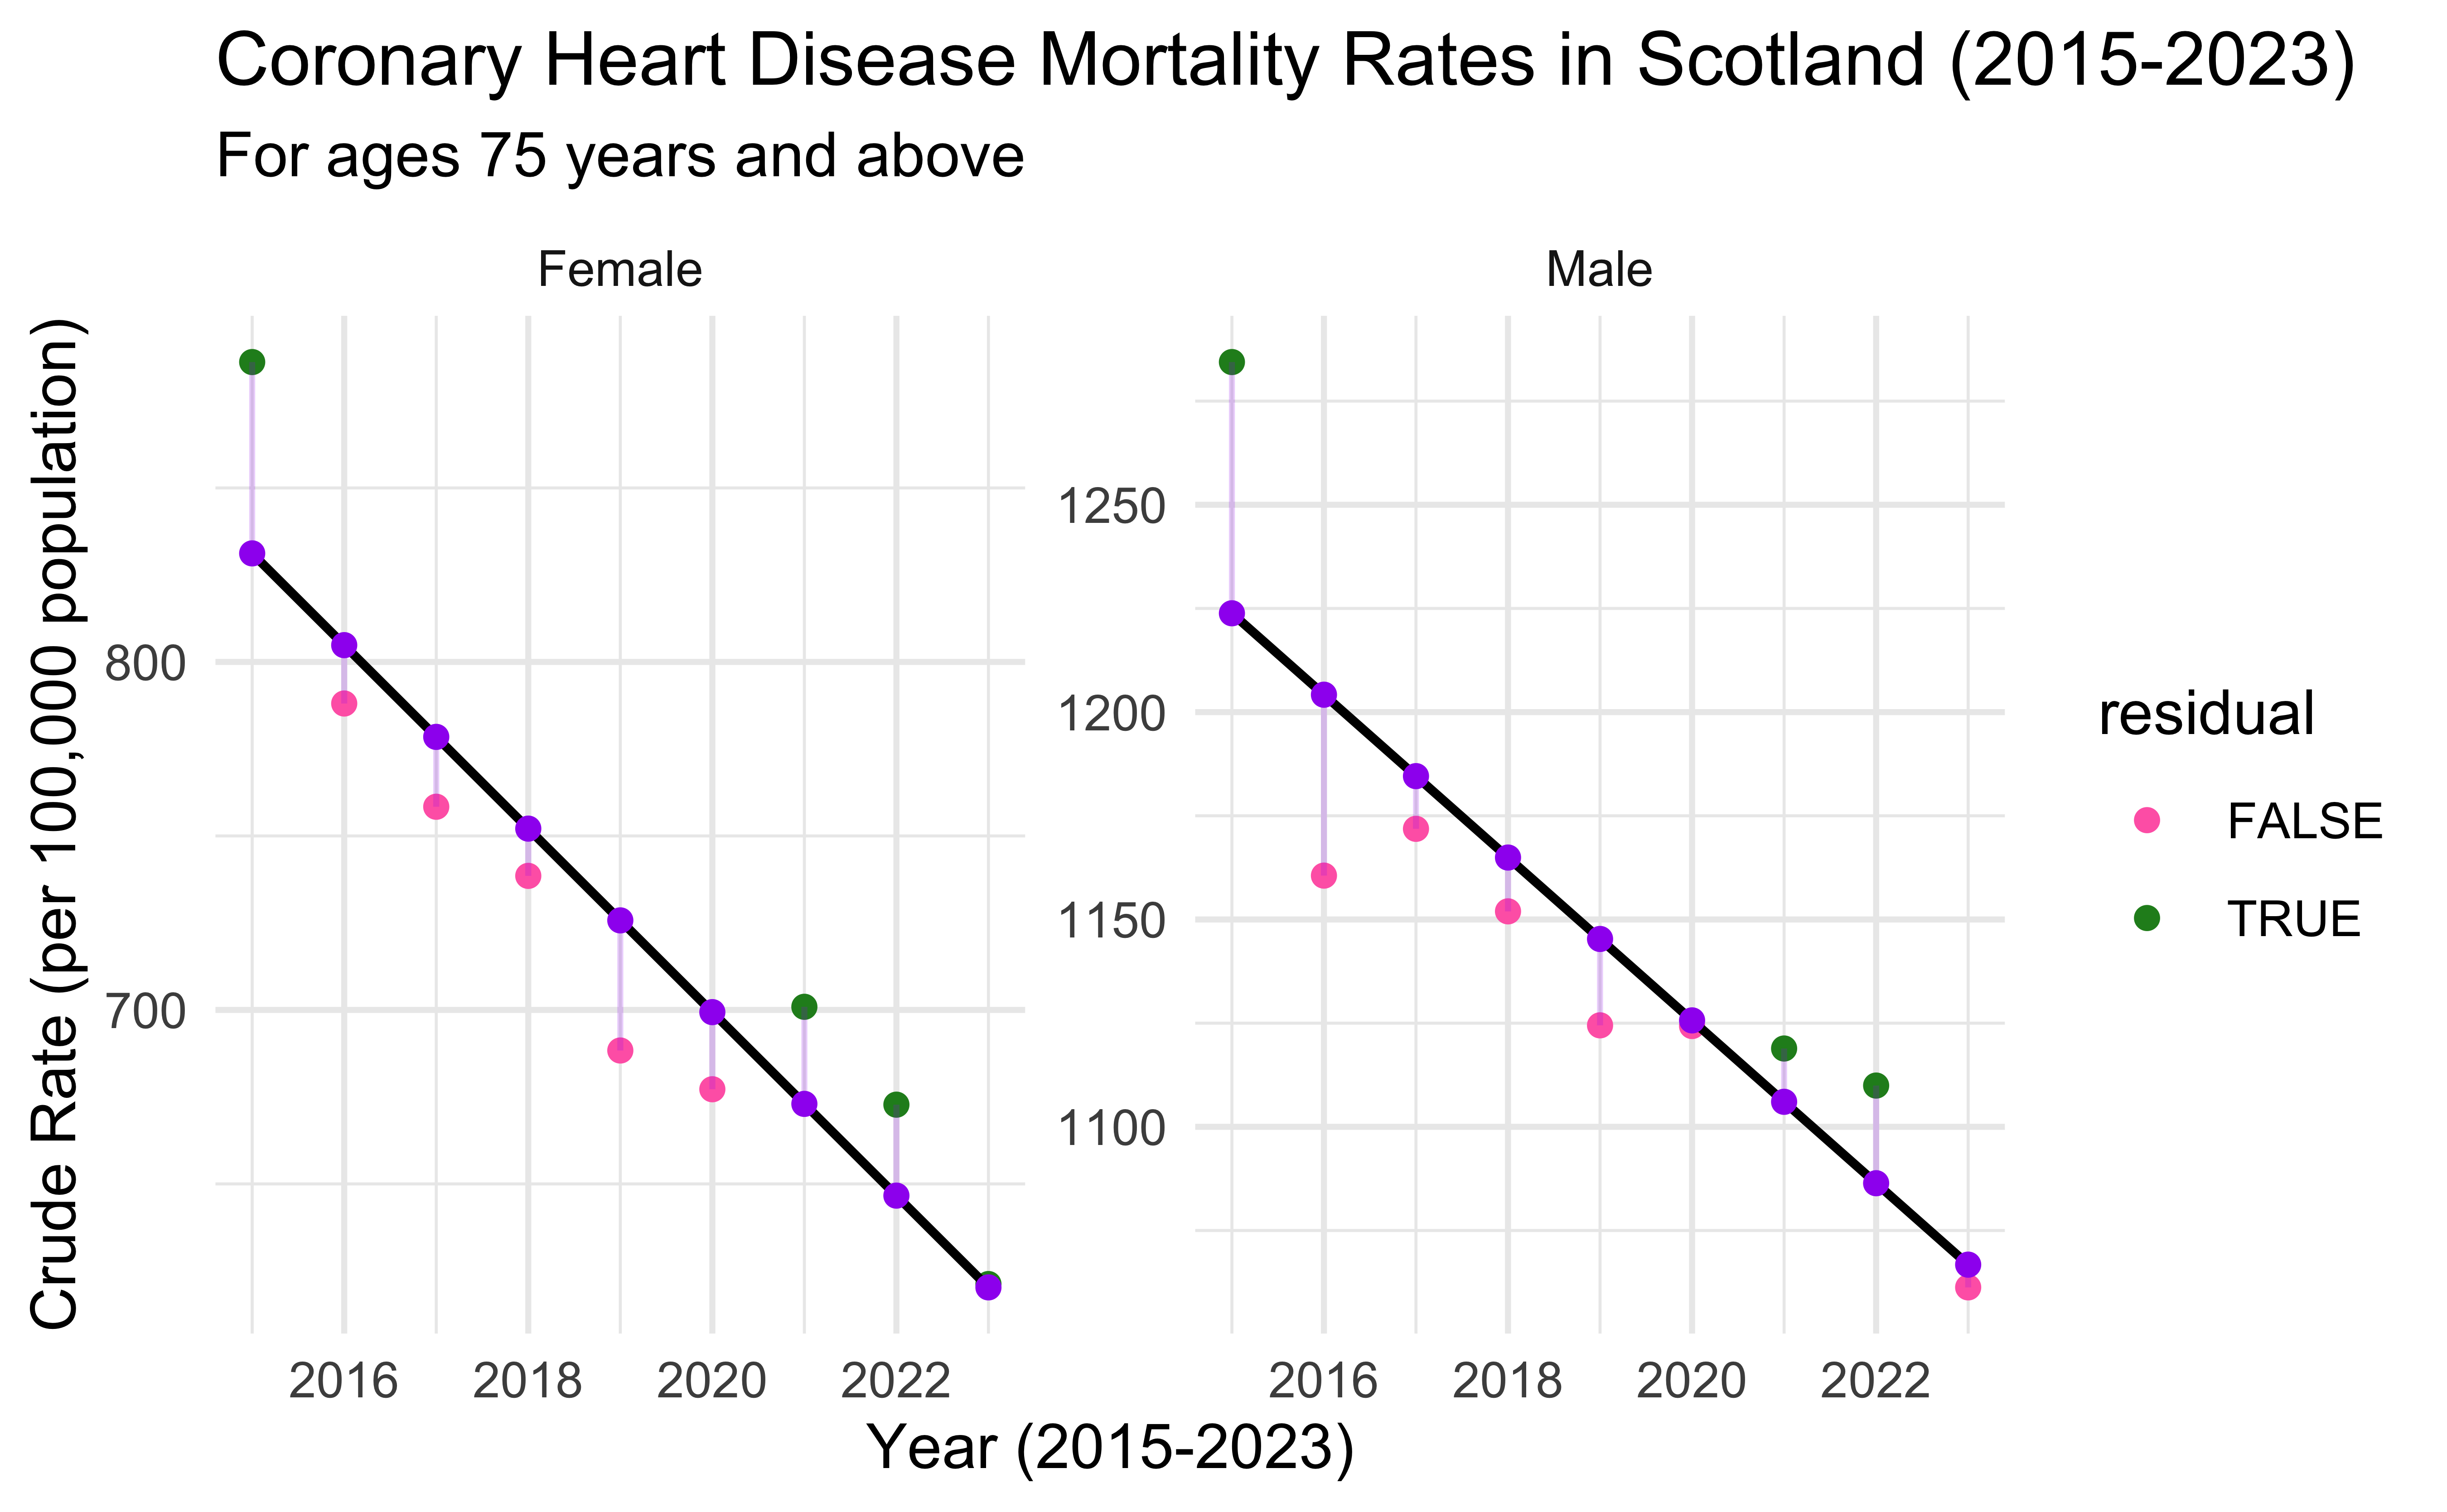 Coronary Heart Disease Mortality Rates in Scotland (2015-2023)
For ages 75 years and above
Female
Male
Crude Rate (per 100,000 population)
800
700
1250
1200
1150
1100
2016 2018 2020 2022
2016 2018 2020 2022
Year (2015-2023)
residual
FALSE
TRUE